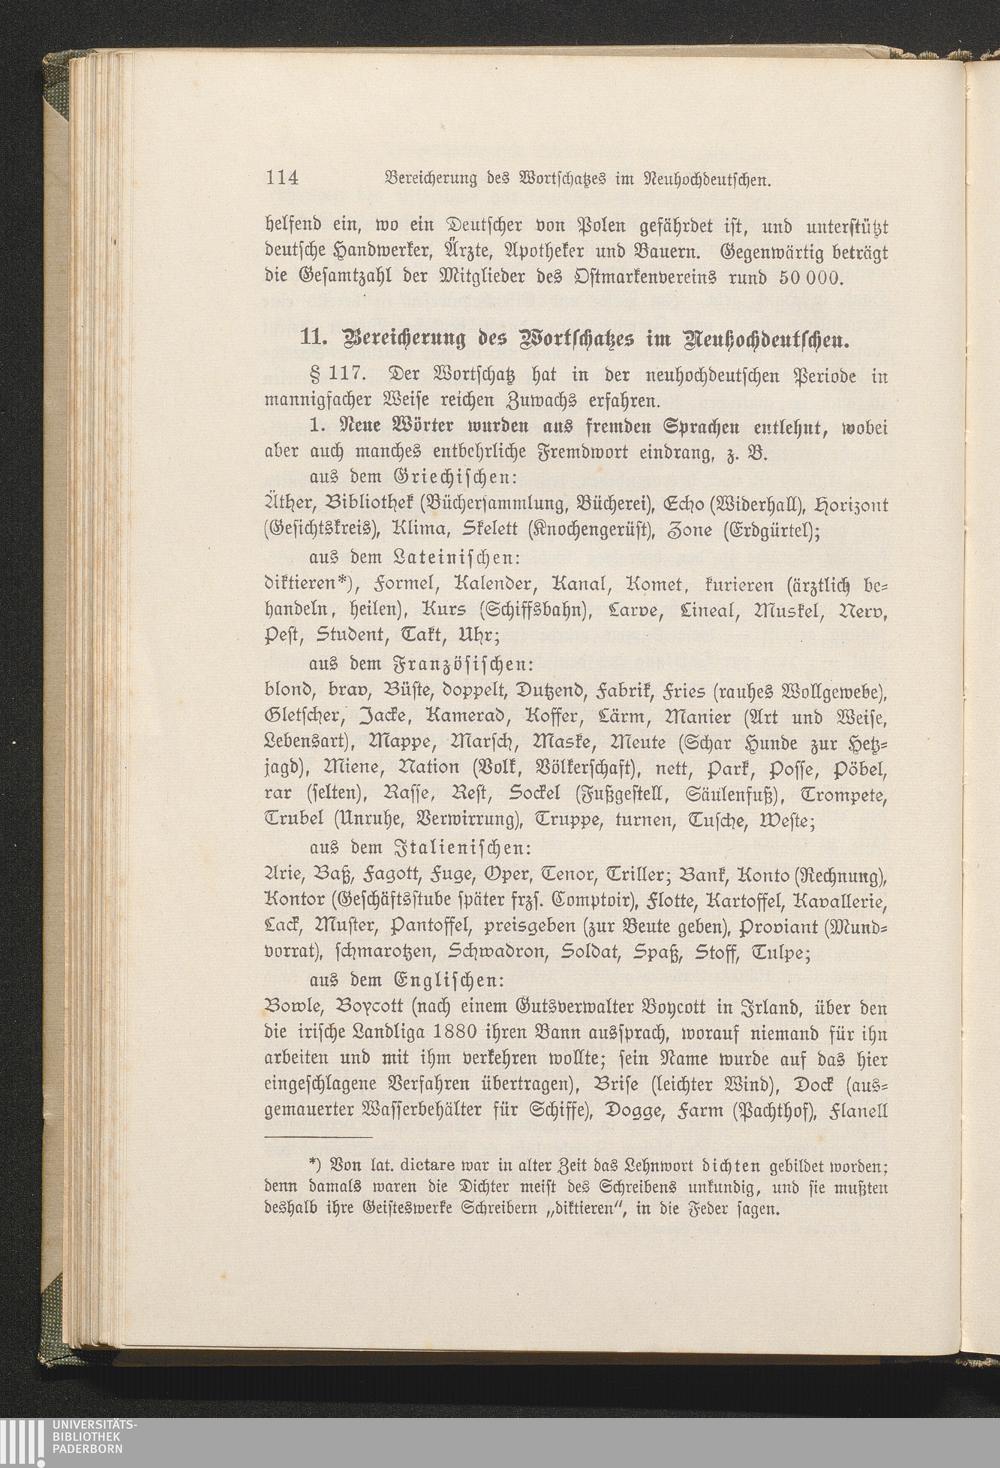 114 Bereicherung des Wortschatzes im Neuhochdeutschen.
helfend ein, wo ein Deutscher von Polen gefährdet ist, und unterstützt
deutsche Handwerker, Ärzte, Apotheker und Bauern. Gegenwärtig beträgt
die Gesamtzahl der Mitglieder des Ostmarkenvereins rund 50 000.
11. Bereicherung des Wortschatzes im Neuhochdeutschen.
§ 117. Der Wortschatz hat in der neuhochdeutschen Periode in
mannigfacher Weise reichen Zuwachs erfahren.
1. Neue Wörter wurden aus fremden Sprachen entlehnt, wobei
aber auch manches entbehrliche Fremdwort eindrang, z. B.
aus dem Griechischen:
Äther, Bibliothek (Büchersammlung, Bücherei), Echo (Widerhall), Horizont
(Gesichtskreis), Klima, Skelett (Knochengerüst), Zone (Erdgürtel);
aus dem Lateinischen:
diktieren*), Formel, Kalender, Kanal, Komet, kurieren (ärztlich be-
handeln, heilen), Kurs (Schiffsbahn), Larve, Lineal, Muskel, Nerv,
Pest, Student, Takt, Uhr;
aus dem Französischen:
blond, brav, Büste, doppelt, Dutzend, Fabrik, Fries (rauhes Wollgewebe),
Gletscher, Jacke, Kamerad, Koffer, Lärm, Manier (Art und Weise,
Lebensart), Mappe, Marsch, Maske, Meute (Schar Hunde zur Hetz-
jagd), Miene, Nation (Volk, Völkerschaft), nett, Park, Posse, Pöbel,
rar (selten), Rasse, Rest, Sockel (Fußgestell, Säulenfuß), Trompete,
Trubel (Unruhe, Verwirrung), Truppe, turnen, Tusche, Weste;
aus dem Italienischen:
Arie, Baß, Fagott, Fuge, Oper, Tenor, Triller; Bank, Konto (Rechnung),
Kontor (Geschäftsstube später frzs. Comptoir), Flotte, Kartoffel, Kavallerie,
Lack, Muster, Pantoffel, preisgeben (zur Beute geben), Proviant (Mund-
vorrat), schmarotzen, Schwadron, Soldat, Spaß, Stoff, Tulpe;
aus dem Englischen:
Bowle, Boycott (nach einem Gutsverwalter Boycott in Irland, über den
die irische Landliga 1880 ihren Bann aussprach, worauf niemand für ihn
arbeiten und mit ihm verkehren wollte; sein Name wurde auf das hier
eingeschlagene Verfahren übertragen), Brise (leichter Wind), Dock (aus-
gemauerter Wasserbehälter für Schiffe), Dogge, Farm (Pachthof), Flanell
*) Von lat. dictare war in alter Zeit das Lehnwort dichten gebildet worden;
denn damals waren die Dichter meist des Schreibens unkundig, und sie mußten
deshalb ihre Geisteswerke Schreibern „diktieren“, in die Feder sagen.
UNIVERSITÄTS-
BIBLIOTHEK
PADERBORN